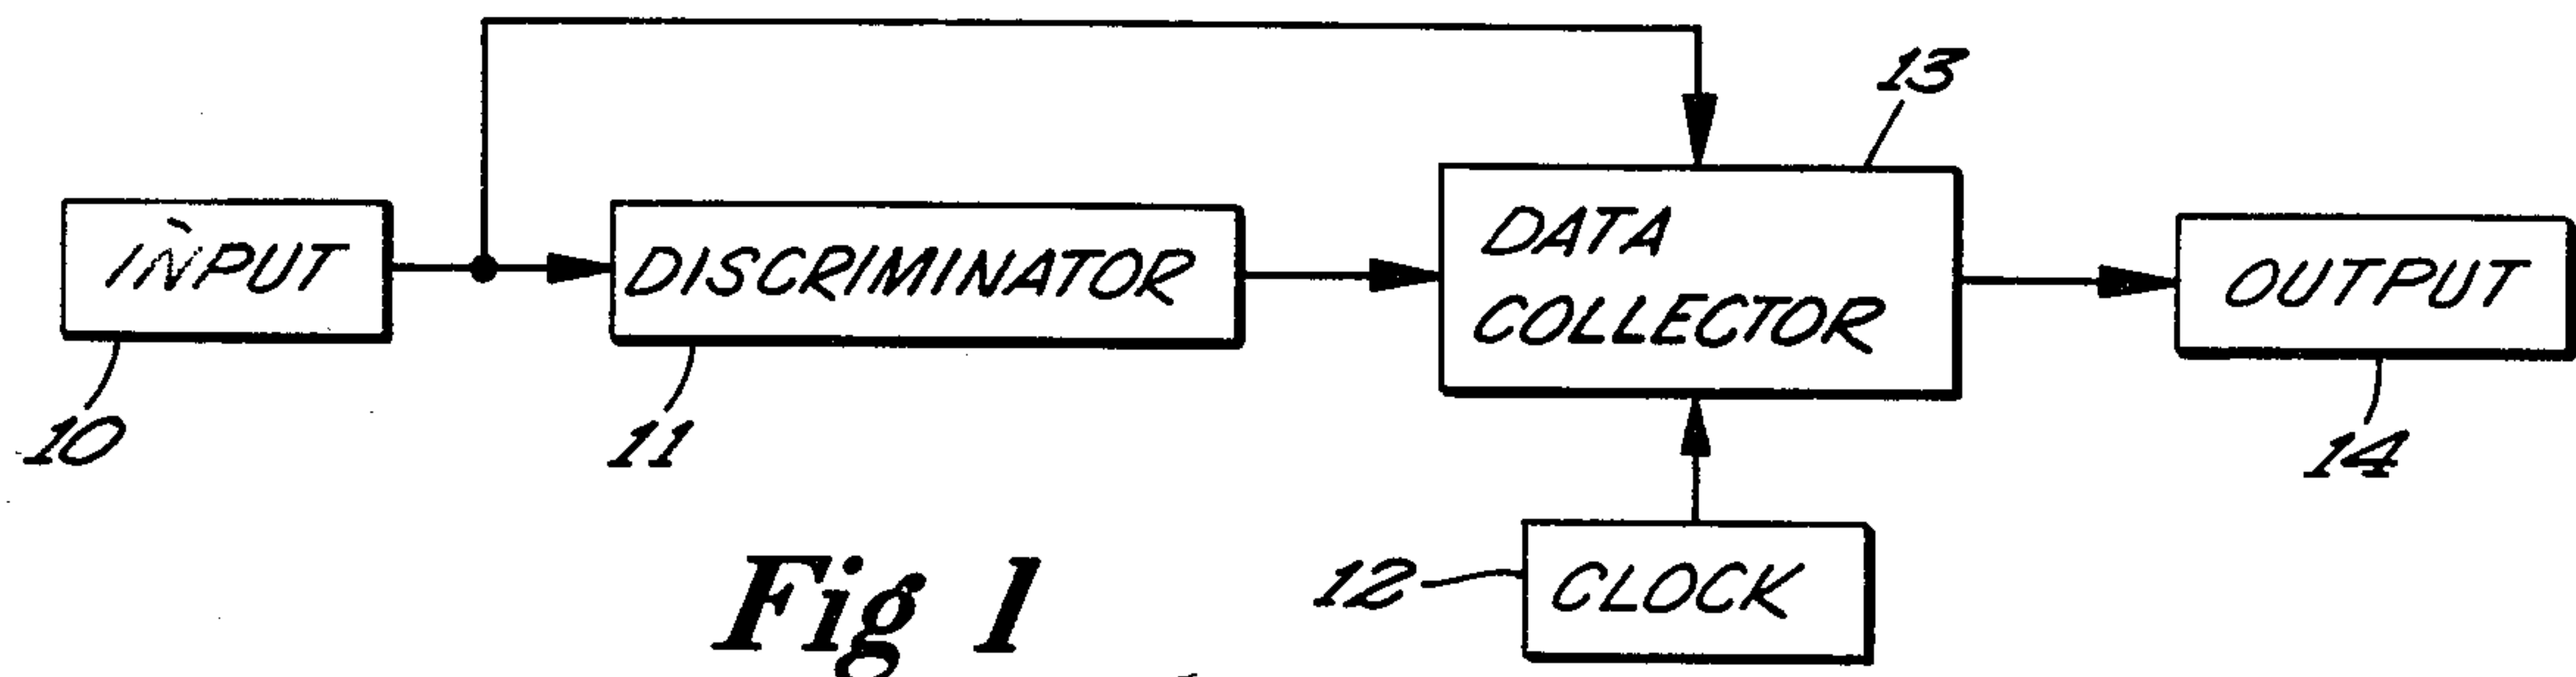 13
INPUT
DISCRIMINATOR
DATA
COLLECTOR
OUTPUT
10
11
14
12
CLOCK
Fig 1